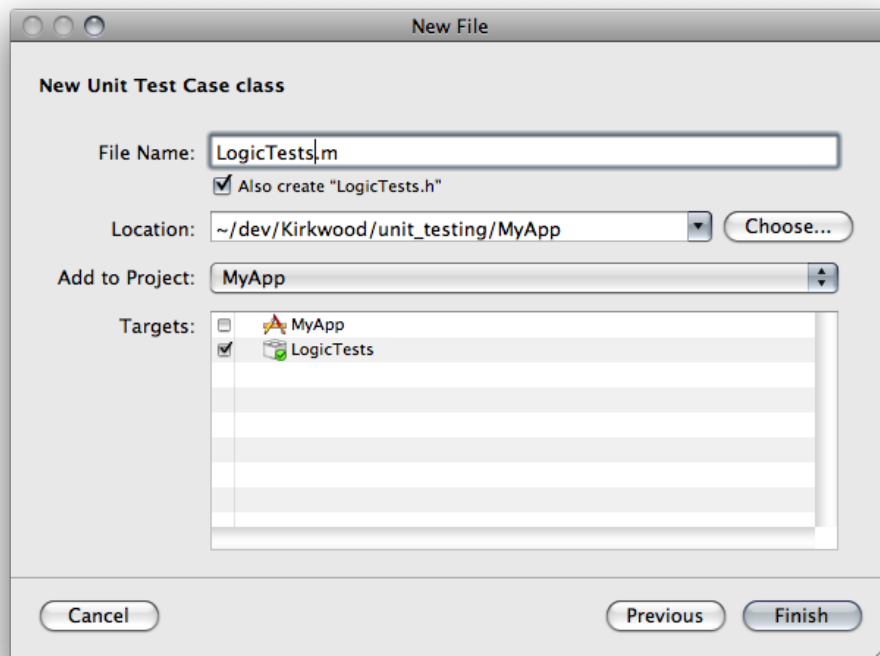 New File
New Unit Test Case class
File Name: LogicTests.m
Also create “LogicTests.h”
Location: ~/dev/Kirkwood/unit_testing/MyApp Choose...
Add to Project: MyApp
Targets: MyApp
LogicTests
Cancel Previous Finish